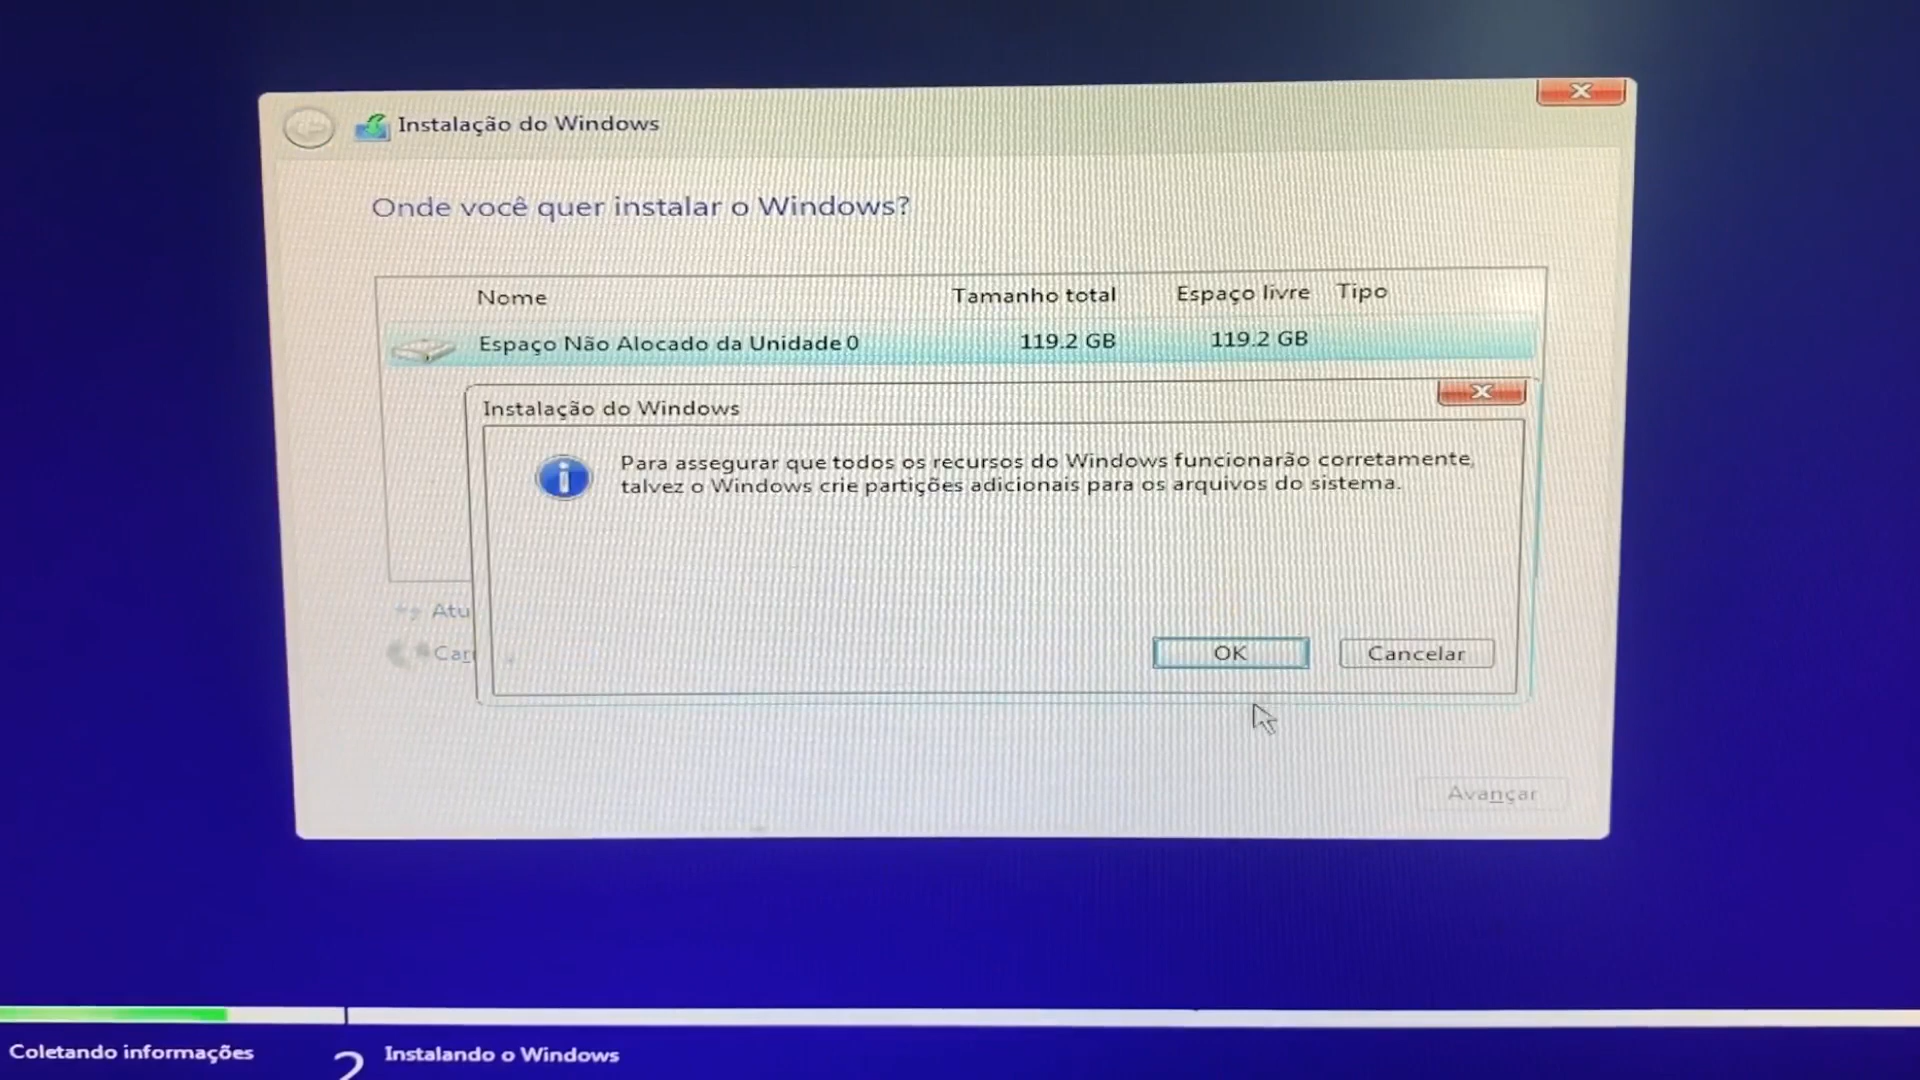 Instalação do Windows
Onde você quer instalar o Windows?
Nome Tamanho total Espaço livre Tipo
Espaço Não Alocado da Unidade 0 119.2 GB 119.2 GB
Instalação do Windows
Para assegurar que todos os recursos do Windows funcionarão corretamente,
talvez o Windows crie partições adicionais para os arquivos do sistema.
Atu
Car
OK Cancelar
Avançar
Coletando informações 2 Instalando o Windows